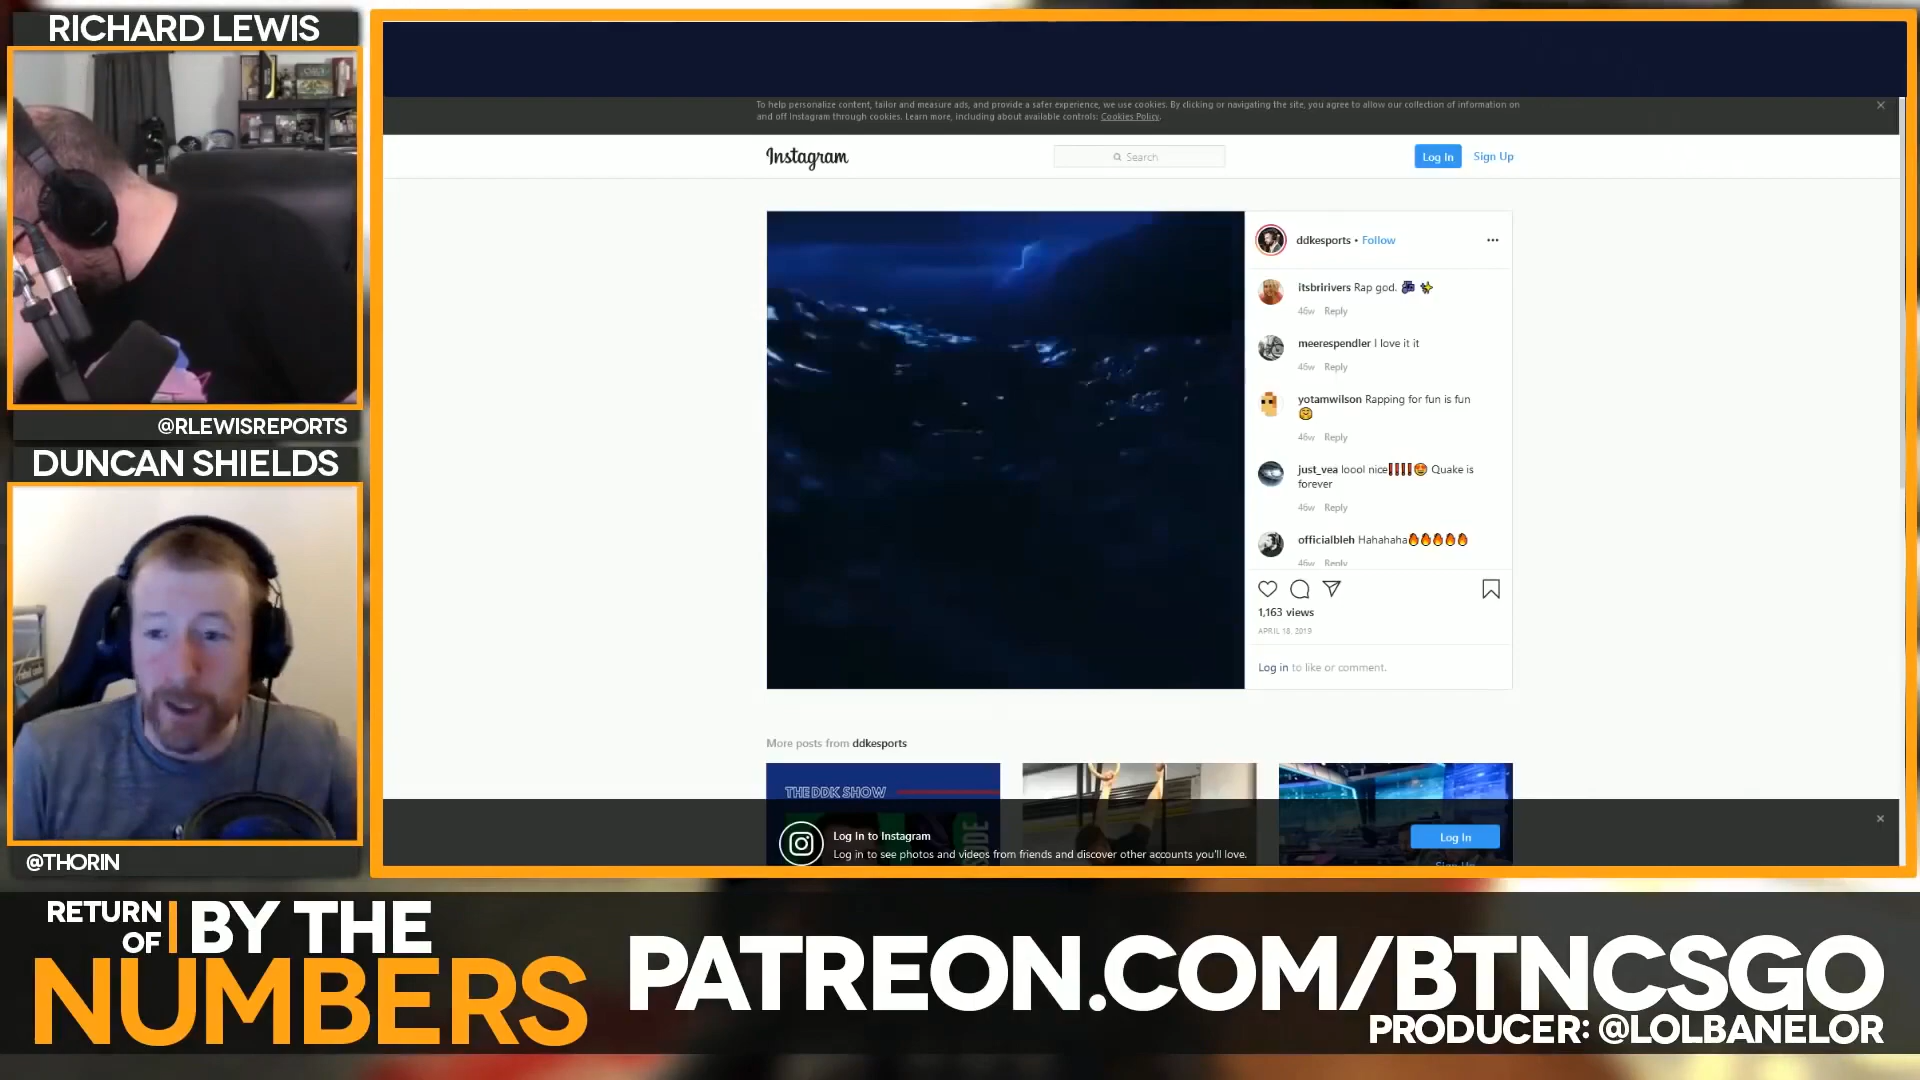 RICHARD LEWIS
@RLEWISREPORTS
DUNCAN SHIELDS
@THORIN
To help personalize content, tailor and measure ads, and provide a safer experience, we use cookies. By clicking or navigating the site, you agree to allow our collection of information on
and off Instagram through cookies. Learn more, including about available controls: Cookies Policy.
Instagram
Search
Log In
Sign Up
ddkesports • Follow
itsbririvers Rap god.
46w Reply
meerespendler I love it it
46w Reply
yotamwilson Rapping for fun is fun
46w Reply
just_vea loool nice Quake is
forever
46w Reply
officialbleh Hahahaha
46w Reply
1,163 views
APRIL 18, 2019
Log in to like or comment.
More posts from ddkesports
THE DDK SHOW
Log In to Instagram
Log in to see photos and videos from friends and discover other accounts you'll love.
Log In
Sign Up
RETURN
OF
BY THE
NUMBERS
PATREON.COM/BTNCSGO
PRODUCER: @LOLBANELOR